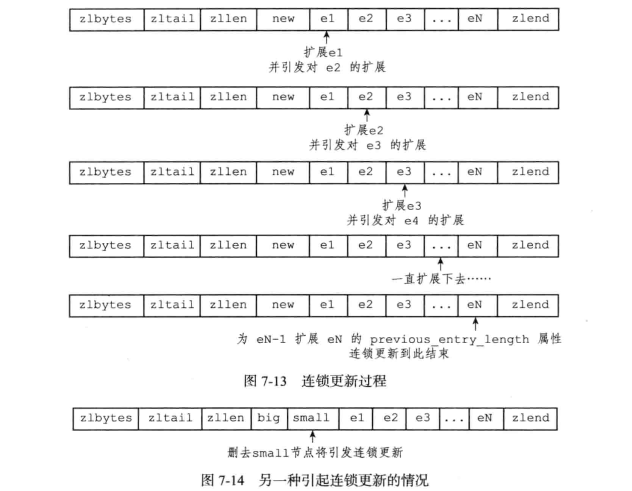 zlbytes zltail zllen new e1 e2 e3 ... eN zlend
扩展e1
并引发对 e2 的扩展
zlbytes zltail zllen new e1 e2 e3 ... eN zlend
扩展e2
并引发对 e3 的扩展
zlbytes zltail zllen new e1 e2 e3 ... eN zlend
扩展e3
并引发对 e4 的扩展
zlbytes zltail zllen new e1 e2 e3 ... eN zlend
一直扩展下去……
zlbytes zltail zllen new e1 e2 e3 ... eN zlend
为 eN-1 扩展 eN 的 previous_entry_length 属性
连锁更新到此结束
图 7-13 连锁更新过程
zlbytes zltail zllen big small e1 e2 e3 ... eN zlend
删去small节点将引发连锁更新
图 7-14 另一种引起连锁更新的情况